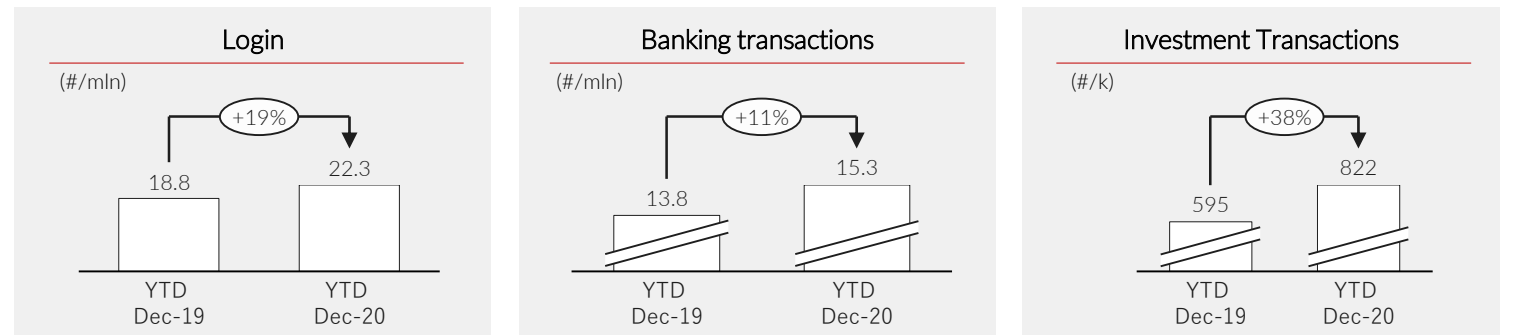 Login
(#/mln)
+19%
18.8
22.3
YTD
Dec-19
YTD
Dec-20
Banking transactions
(#/mln)
+11%
13.8
15.3
YTD
Dec-19
YTD
Dec-20
Investment Transactions
(#/k)
+38%
595
822
YTD
Dec-19
YTD
Dec-20